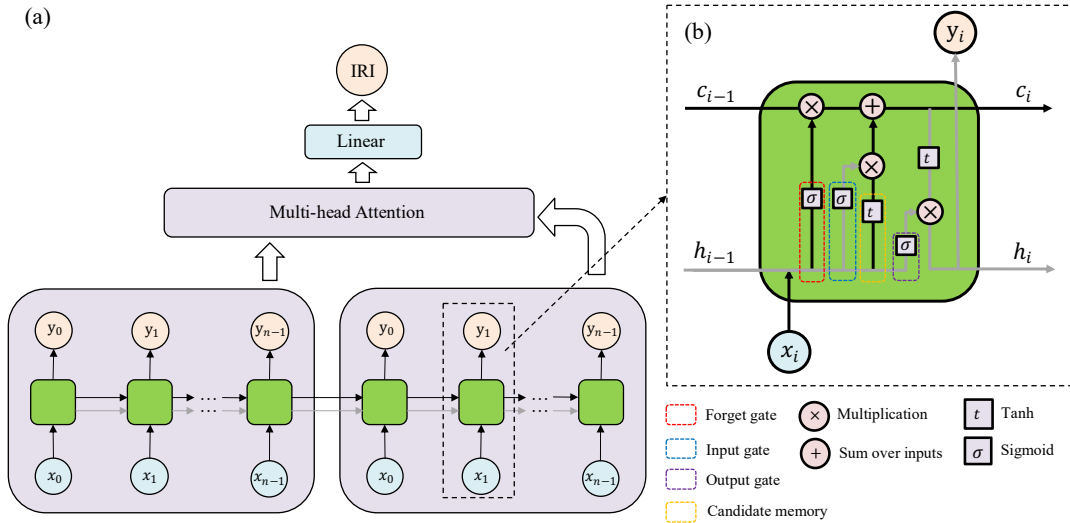 (a)
IRI
Linear
Multi-head Attention
y₀ y₁ yₙ₋₁ y₀ y₁ yₙ₋₁
... ...
x₀ x₁ xₙ₋₁ x₀ x₁ xₙ₋₁
(b)
yᵢ
cᵢ₋₁ × + cᵢ
× t
σ σ t ×
σ
hᵢ₋₁ hᵢ
xᵢ
Forget gate × Multiplication t Tanh
Input gate + Sum over inputs σ Sigmoid
Output gate
Candidate memory